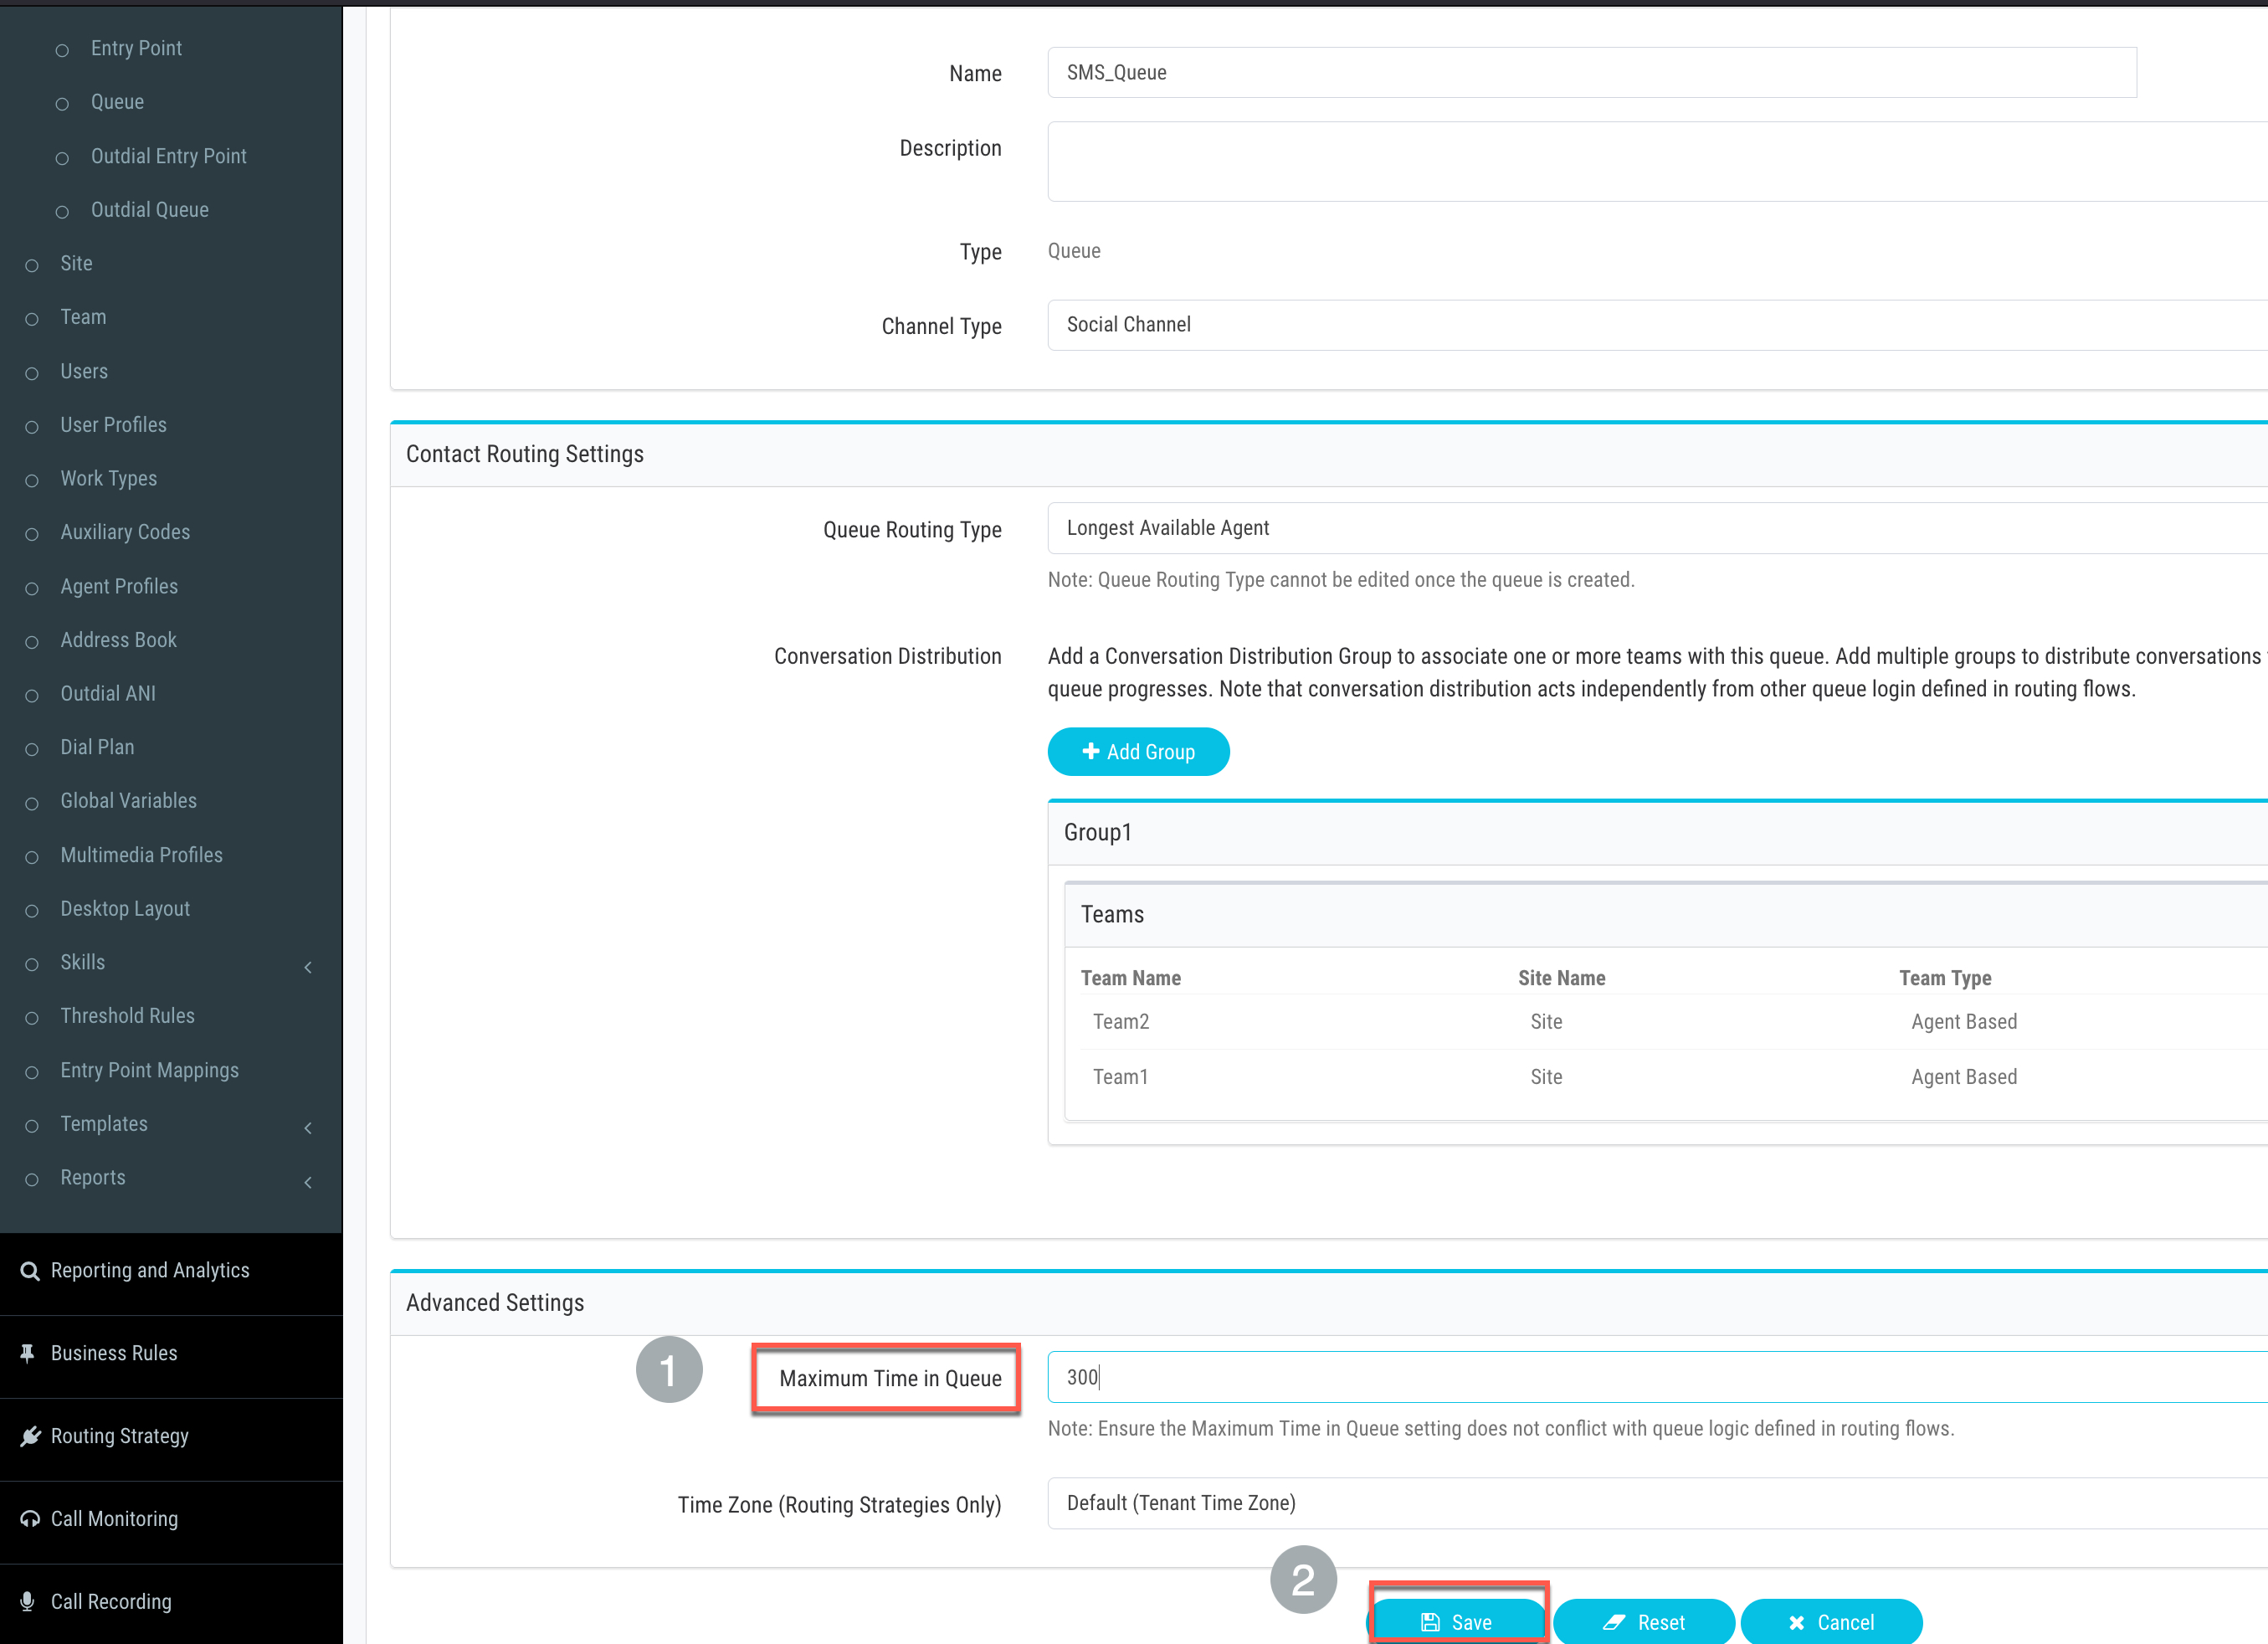 Entry Point
Queue
Outdial Entry Point
Outdial Queue
Site
Team
Users
User Profiles
Work Types
Auxiliary Codes
Agent Profiles
Address Book
Outdial ANI
Dial Plan
Global Variables
Multimedia Profiles
Desktop Layout
Skills
Threshold Rules
Entry Point Mappings
Templates
Reports
Reporting and Analytics
Business Rules
Routing Strategy
Call Monitoring
Call Recording
Name SMS_Queue
Description
Type Queue
Channel Type Social Channel
Contact Routing Settings
Queue Routing Type Longest Available Agent
Note: Queue Routing Type cannot be edited once the queue is created.
Conversation Distribution Add a Conversation Distribution Group to associate one or more teams with this queue. Add multiple groups to distribute conversations
queue progresses. Note that conversation distribution acts independently from other queue login defined in routing flows.
Add Group
Group1
Teams
Team Name Site Name Team Type
Team2 Site Agent Based
Team1 Site Agent Based
Advanced Settings
1 Maximum Time in Queue 300
Note: Ensure the Maximum Time in Queue setting does not conflict with queue logic defined in routing flows.
Time Zone (Routing Strategies Only) Default (Tenant Time Zone)
2 Save Reset Cancel